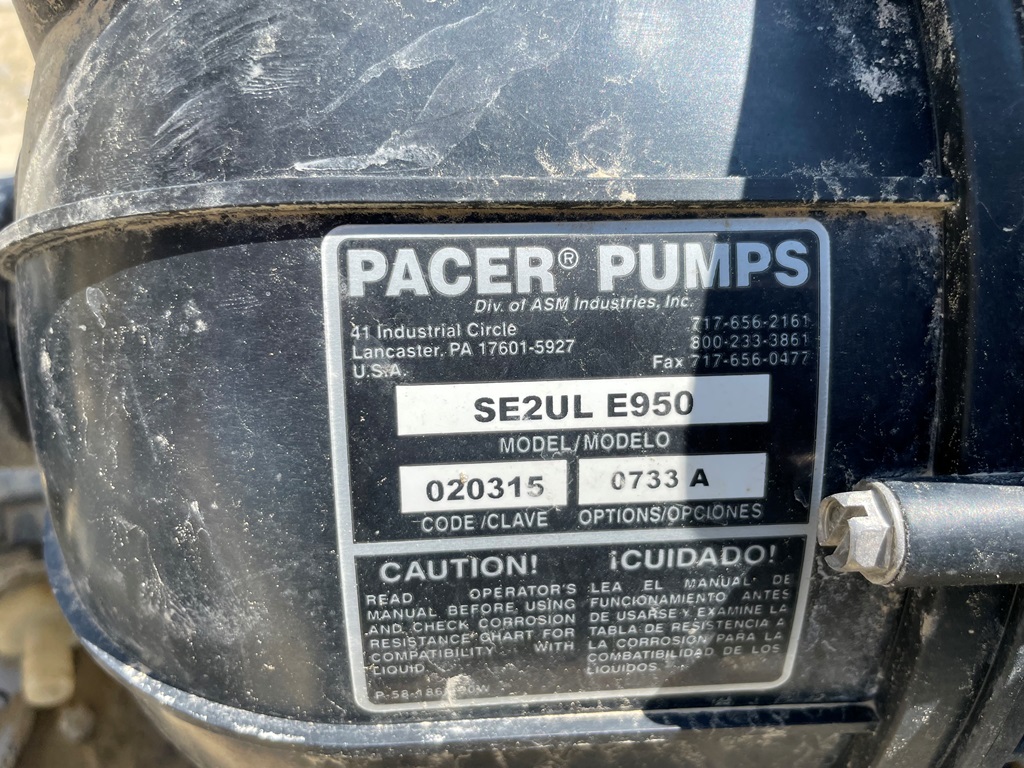 PACER® PUMPS
Div. of ASM Industries, Inc.
41 Industrial Circle
Lancaster, PA 17601-5927
U.S.A.
717-656-2161
800-233-3861
Fax 717-656-0477
SE2UL E950
MODEL/MODELO
020315
CODE/CLAVE
0733 A
OPTIONS/OPCIONES
CAUTION!
READ OPERATOR'S
MANUAL BEFORE USING
AND CHECK CORROSION
RESISTANCE CHART FOR
COMPATIBILITY WITH
LIQUID.
¡CUIDADO!
LEA EL MANUAL DE
FUNCIONAMIENTO ANTES
DE USARSE Y EXAMINE LA
TABLA DE RESISTENCIA A
LA CORROSION PARA LA
COMPATIBILIDAD DE LOS
LIQUIDOS.